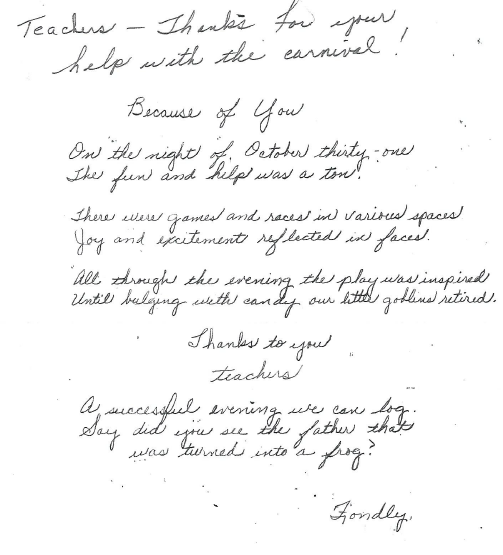 Teachers — Thanks for your
help with the carnival!
Because of You
On the night of October thirty-one
The fun and help was a ton.
There were games and races in various spaces
Joy and excitement reflected in faces.
All through the evening the play was inspired
Until bulging with candy our little goblins retired.
Thanks to you
teachers
A successful evening we can log.
Say did you see the father that
was turned into a frog?
Fondly,